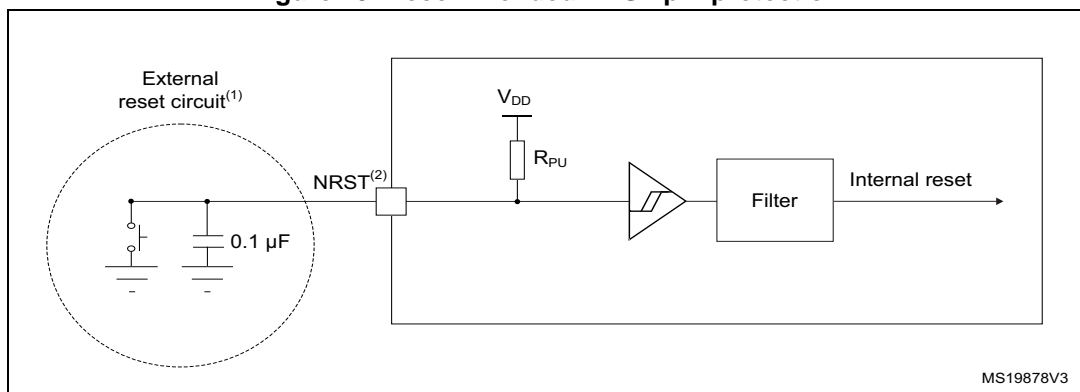 External
reset circuit(1)
VDD
RPU
NRST(2)
Internal reset
Filter
0.1 µF
MS19878V3